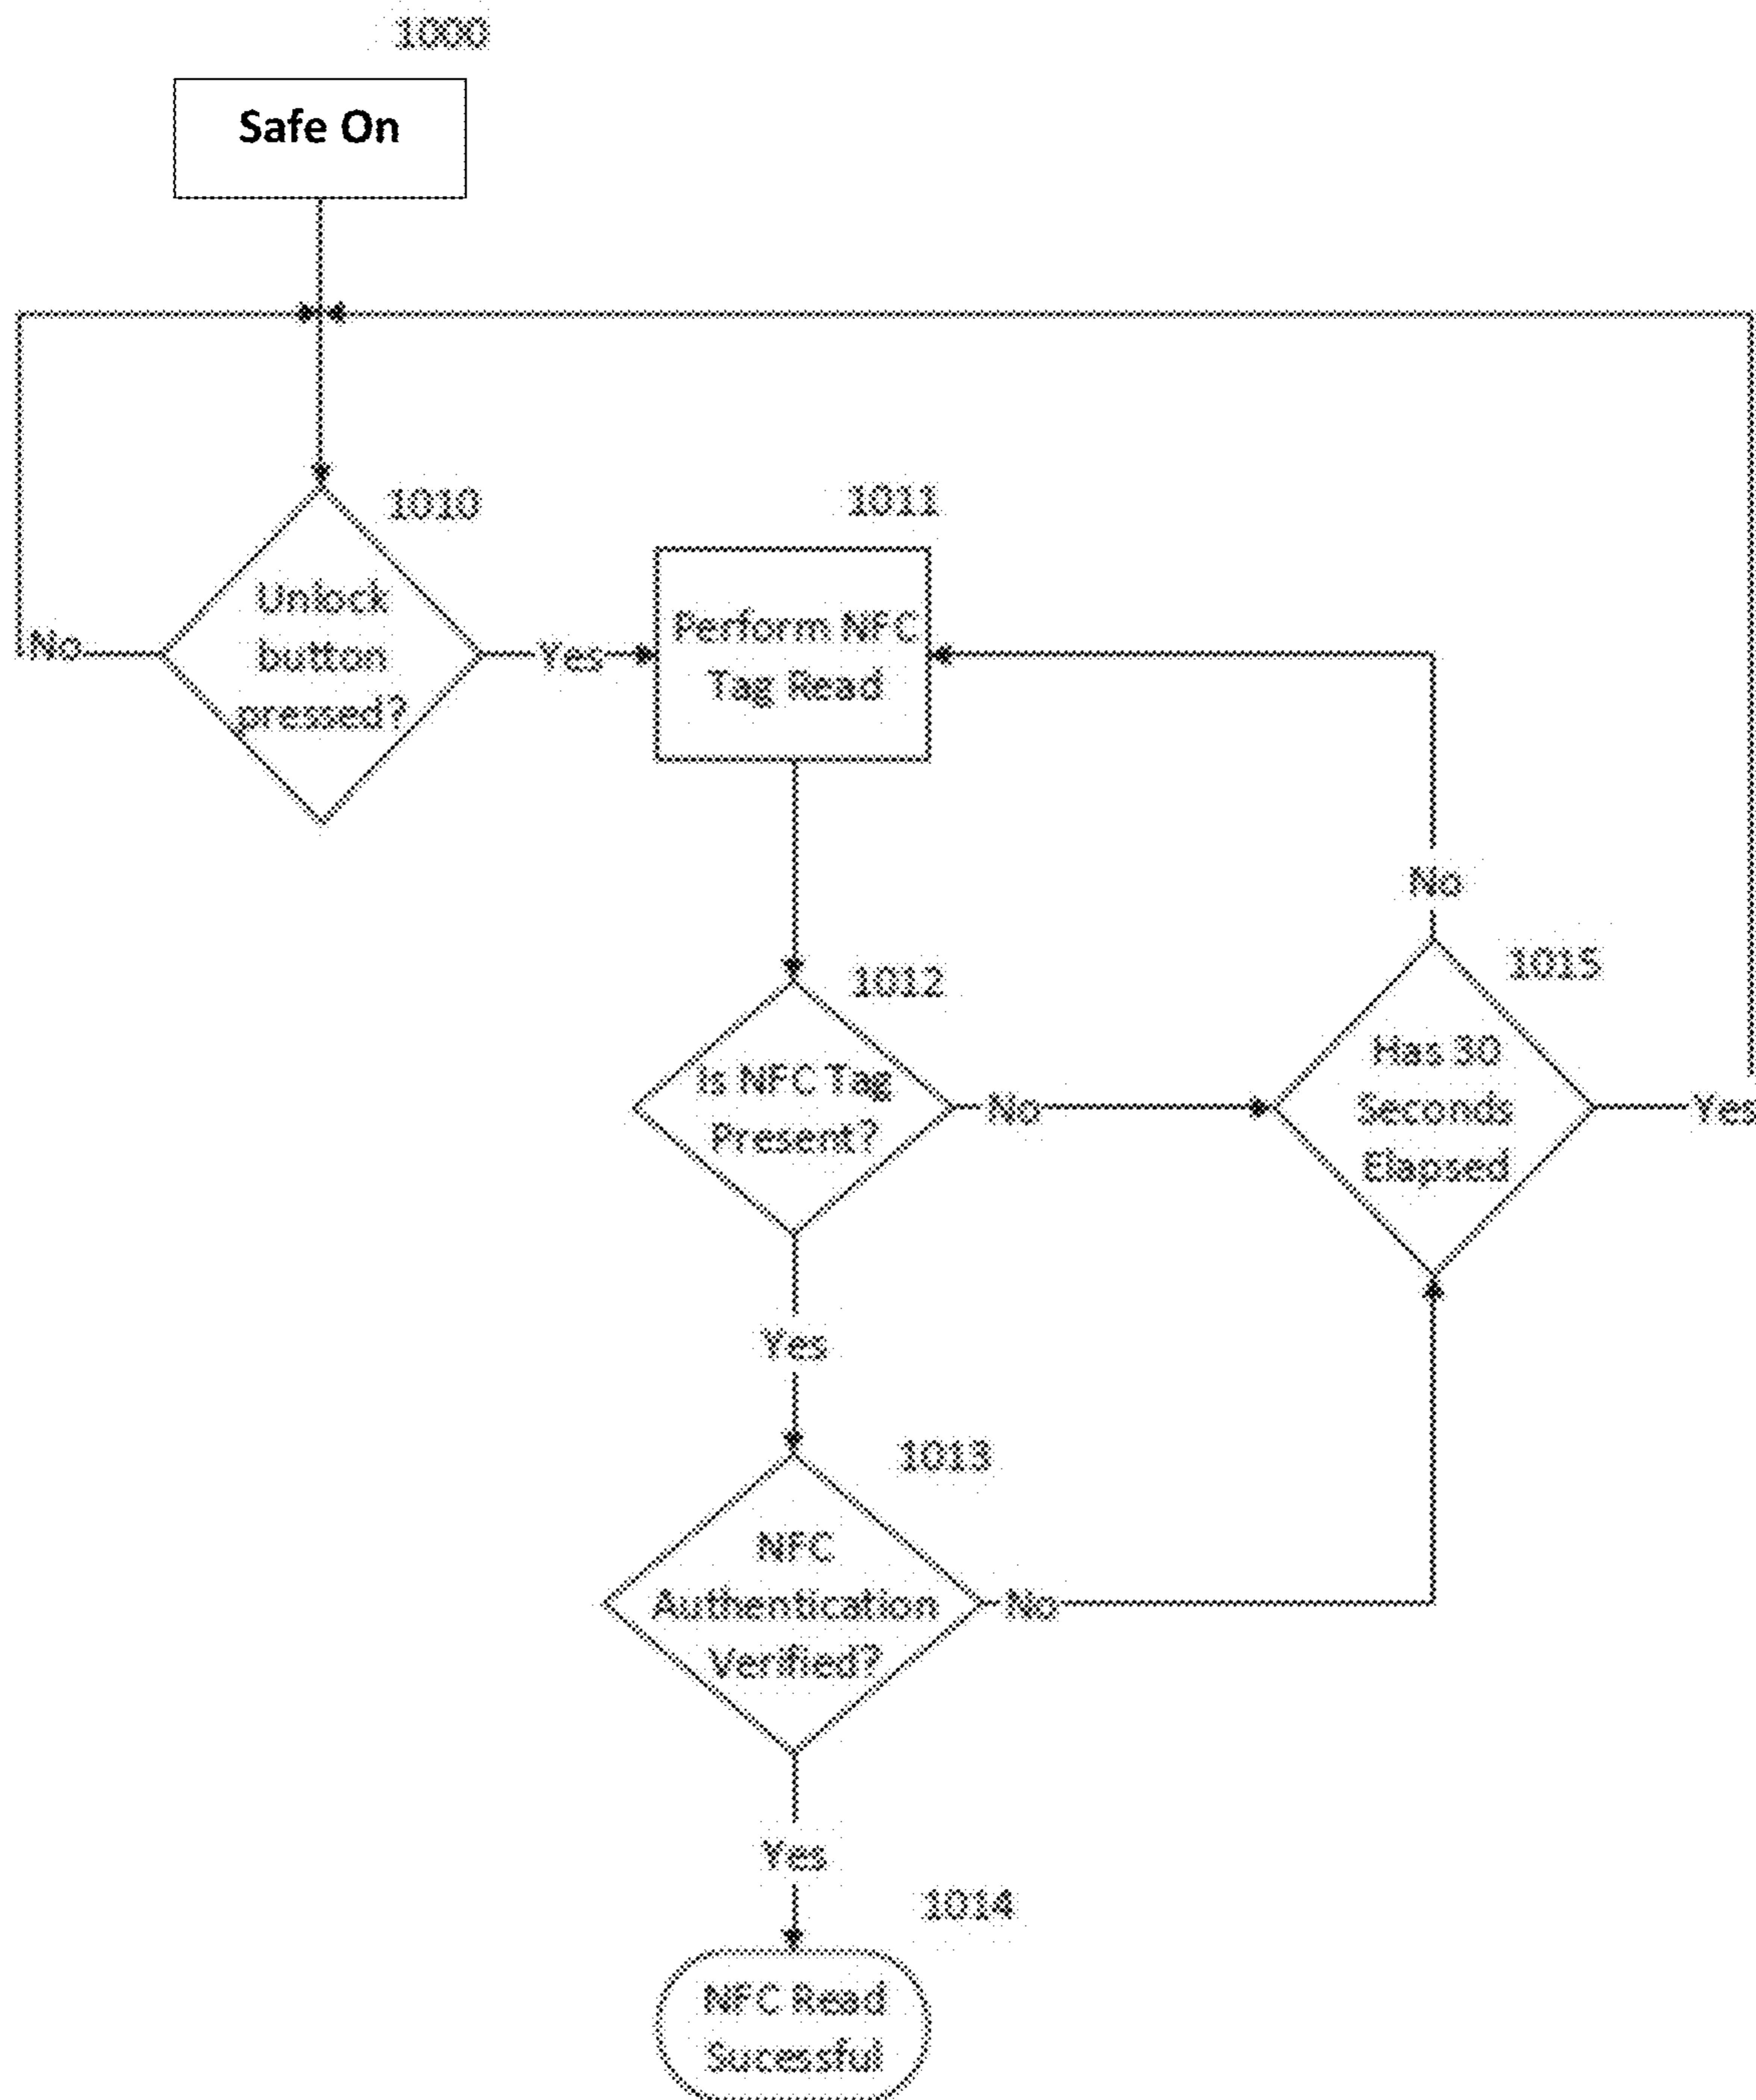 1000
Safe On
1010
Unlock
button
pressed?
No
Yes
1011
Perform NFC
Tag Read
No
1012
Is NFC Tag
Present?
No
1015
Has 30
Seconds
Elapsed
Yes
Yes
1013
NFC
Authentication
Verified?
No
Yes
1014
NFC Read
Sucessful